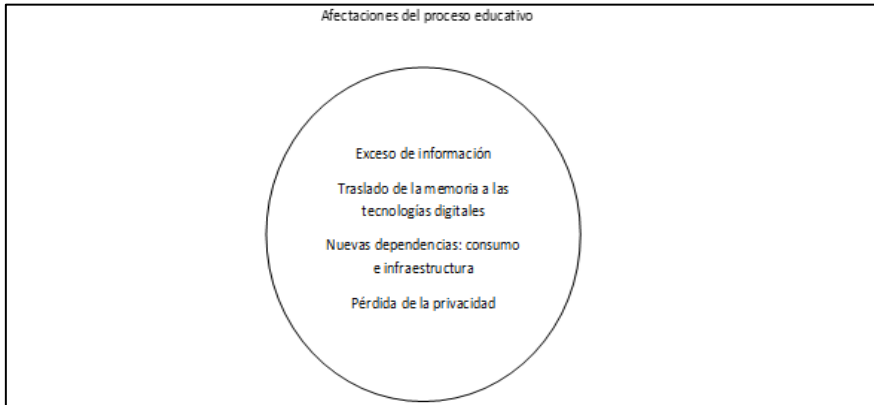 Afectaciones del proceso educativo
Exceso de información
Traslado de la memoria a las
tecnologías digitales
Nuevas dependencias: consumo
e infraestructura
Pérdida de la privacidad